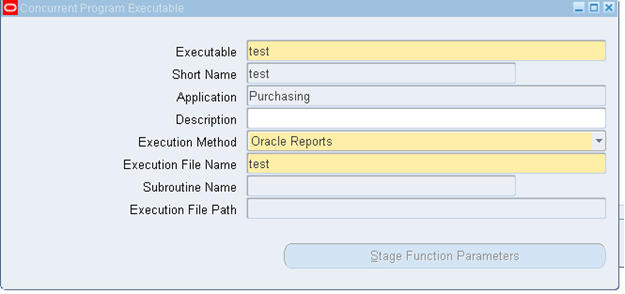 Concurrent Program Executable
Executable test
Short Name test
Application Purchasing
Description
Execution Method Oracle Reports
Execution File Name test
Subroutine Name
Execution File Path
Stage Function Parameters